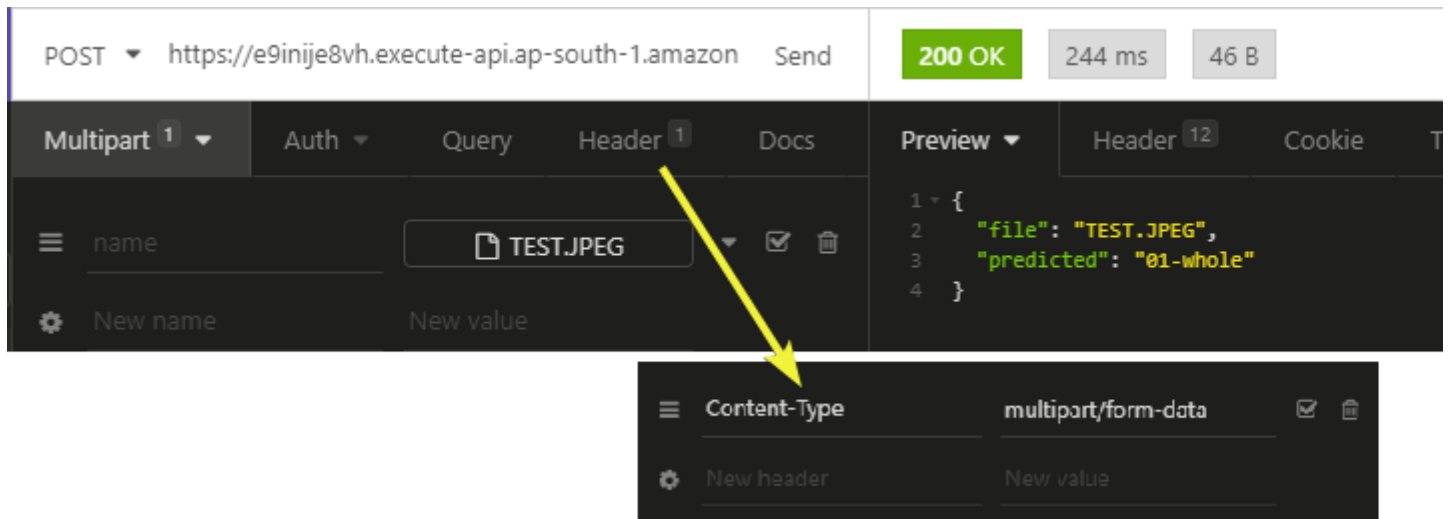 POST https://e9inije8vh.execute-api.ap-south-1.amazon Send 200 OK 244 ms 46 B
Multipart 1 Auth Query Header 1 Docs Preview Header 12 Cookie T
1 {
name TEST.JPEG 2 "file": "TEST.JPEG",
3 "predicted": "01-whole"
4 }
New name New value
Content-Type multipart/form-data
New header New value